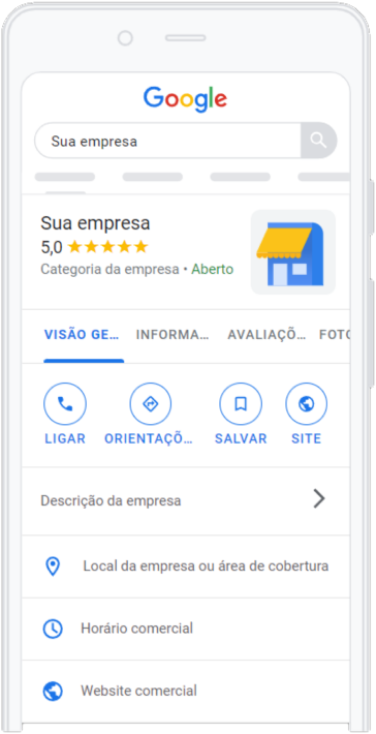 Google
Sua empresa
Sua empresa
5,0
Categoria da empresa • Aberto
VISÃO GE... INFORMA... AVALIAÇÕ... FOTO
LIGAR ORIENTAÇÕ... SALVAR SITE
Descrição da empresa
Local da empresa ou área de cobertura
Horário comercial
Website comercial